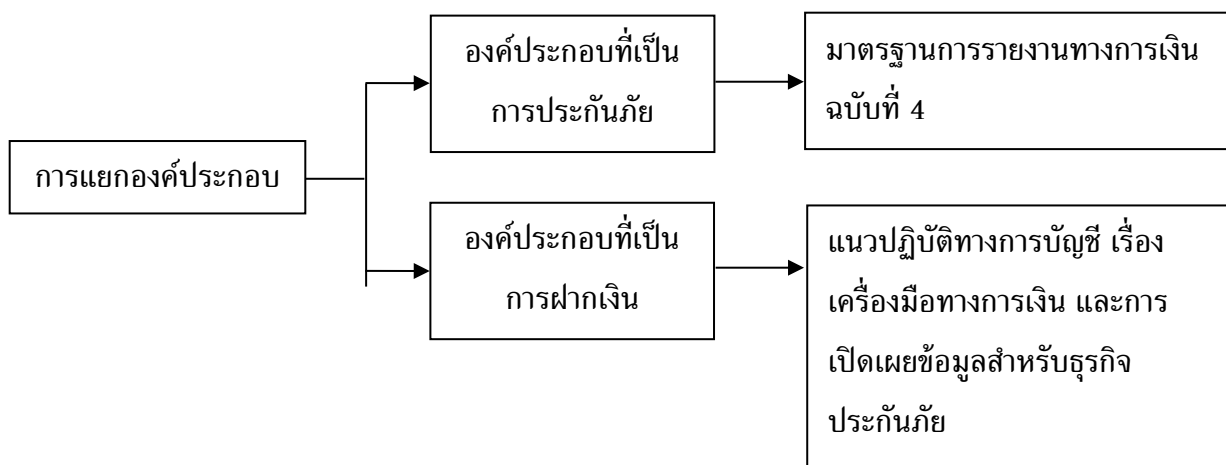 องค์ประกอบที่เป็น
การประกันภัย
มาตรฐานการรายงานทางการเงิน
ฉบับที่ 4
การแยกองค์ประกอบ
องค์ประกอบที่เป็น
การฝากเงิน
แนวปฏิบัติทางการบัญชี เรื่อง
เครื่องมือทางการเงิน และการ
เปิดเผยข้อมูลสำหรับธุรกิจ
ประกันภัย